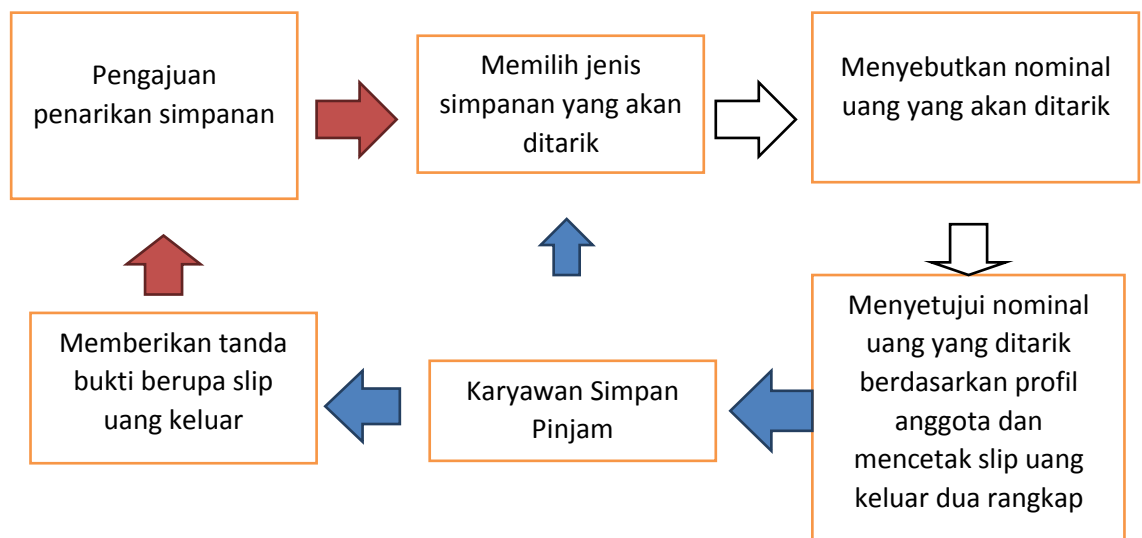 Pengajuan
penarikan simpanan
Memilih jenis
simpanan yang akan
ditarik
Menyebutkan nominal
uang yang akan ditarik
Menyetujui nominal
uang yang ditarik
berdasarkan profil
anggota dan
mencetak slip uang
keluar dua rangkap
Karyawan Simpan
Pinjam
Memberikan tanda
bukti berupa slip
uang keluar